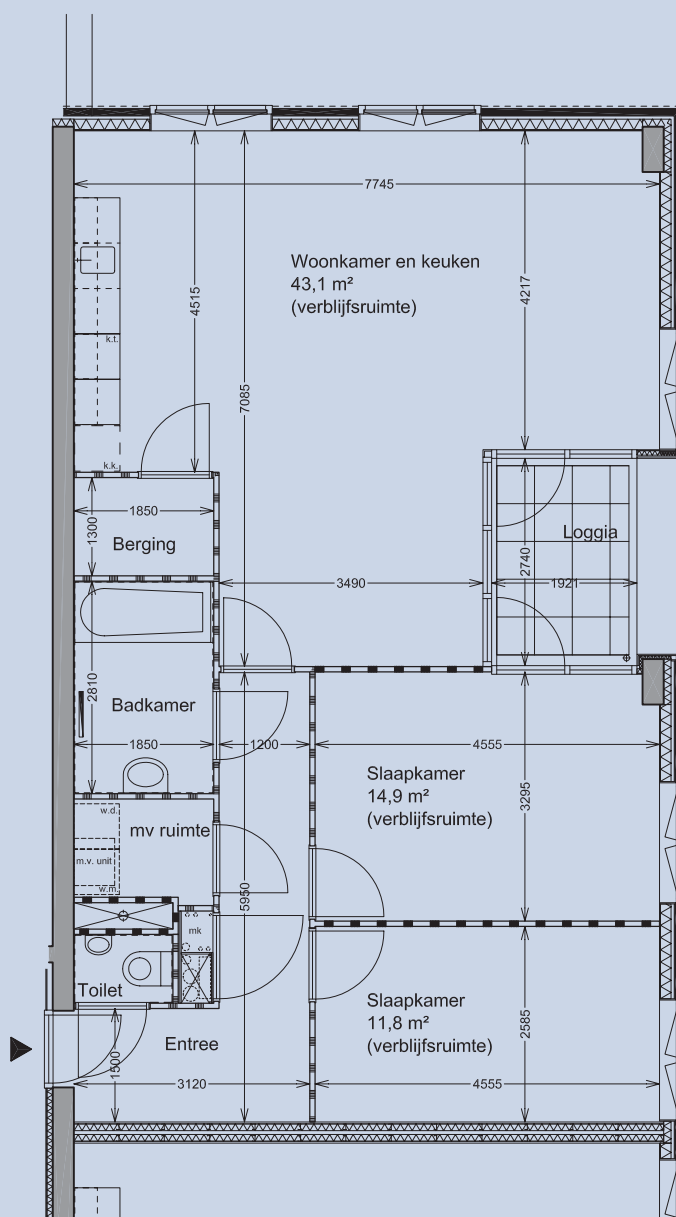 7745
Woonkamer en keuken
43,1 m²
(verblijfsruimte)
4515
7085
4217
k.t.
k.k.
1850
1300
Berging
3490
2740
Loggia
1921
2810
Badkamer
1850
1200
4555
Slaapkamer
14,9 m²
(verblijfsruimte)
3295
w.d.
mv ruimte
m.v. unit
w.m.
5950
mk
Toilet
Slaapkamer
11,8 m²
(verblijfsruimte)
2585
Entree
1500
3120
4555